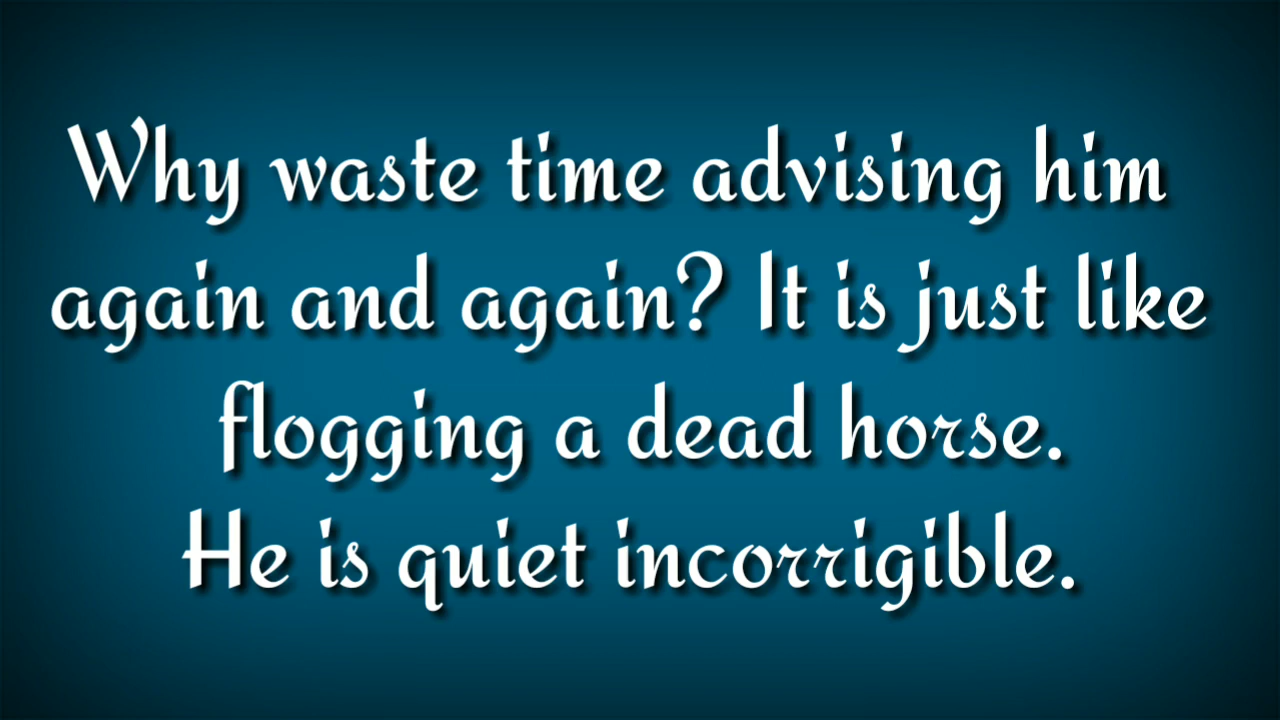 Why waste time advising him
again and again? It is just like
flogging a dead horse.
He is quiet incorrigible.